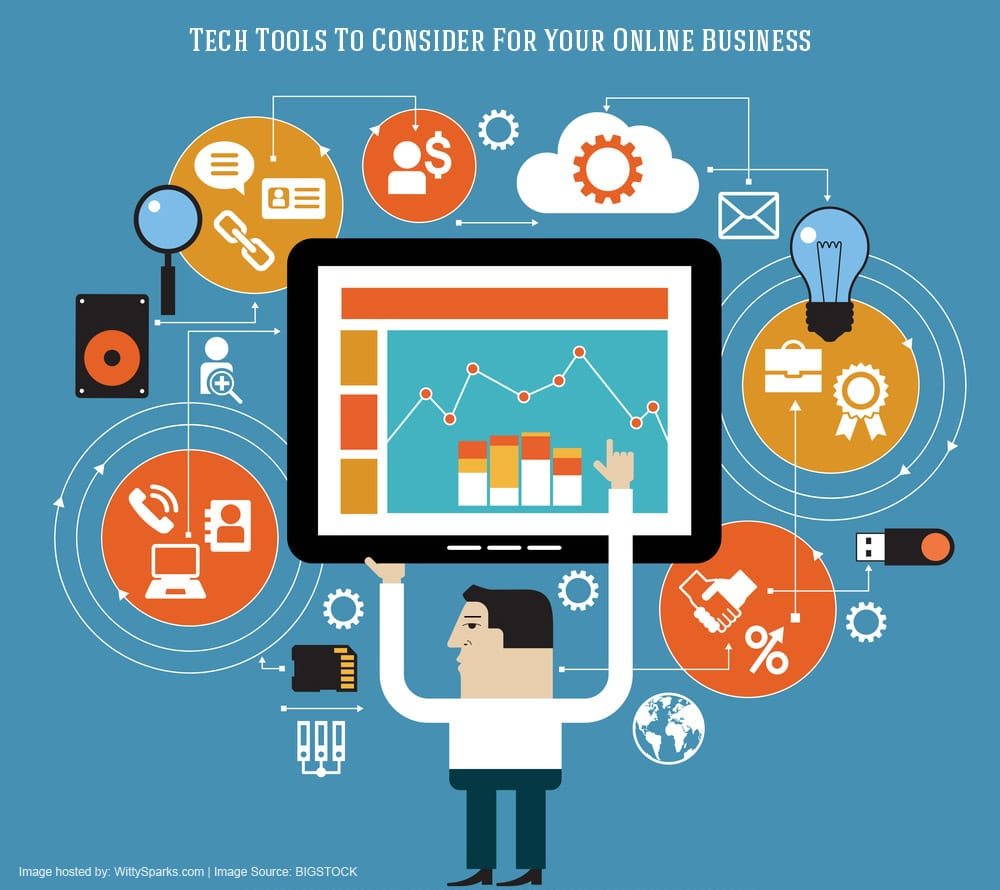 Tech Tools To Consider For Your Online Business
$
%
Image hosted by: WittySparks.com | Image Source: BIGSTOCK